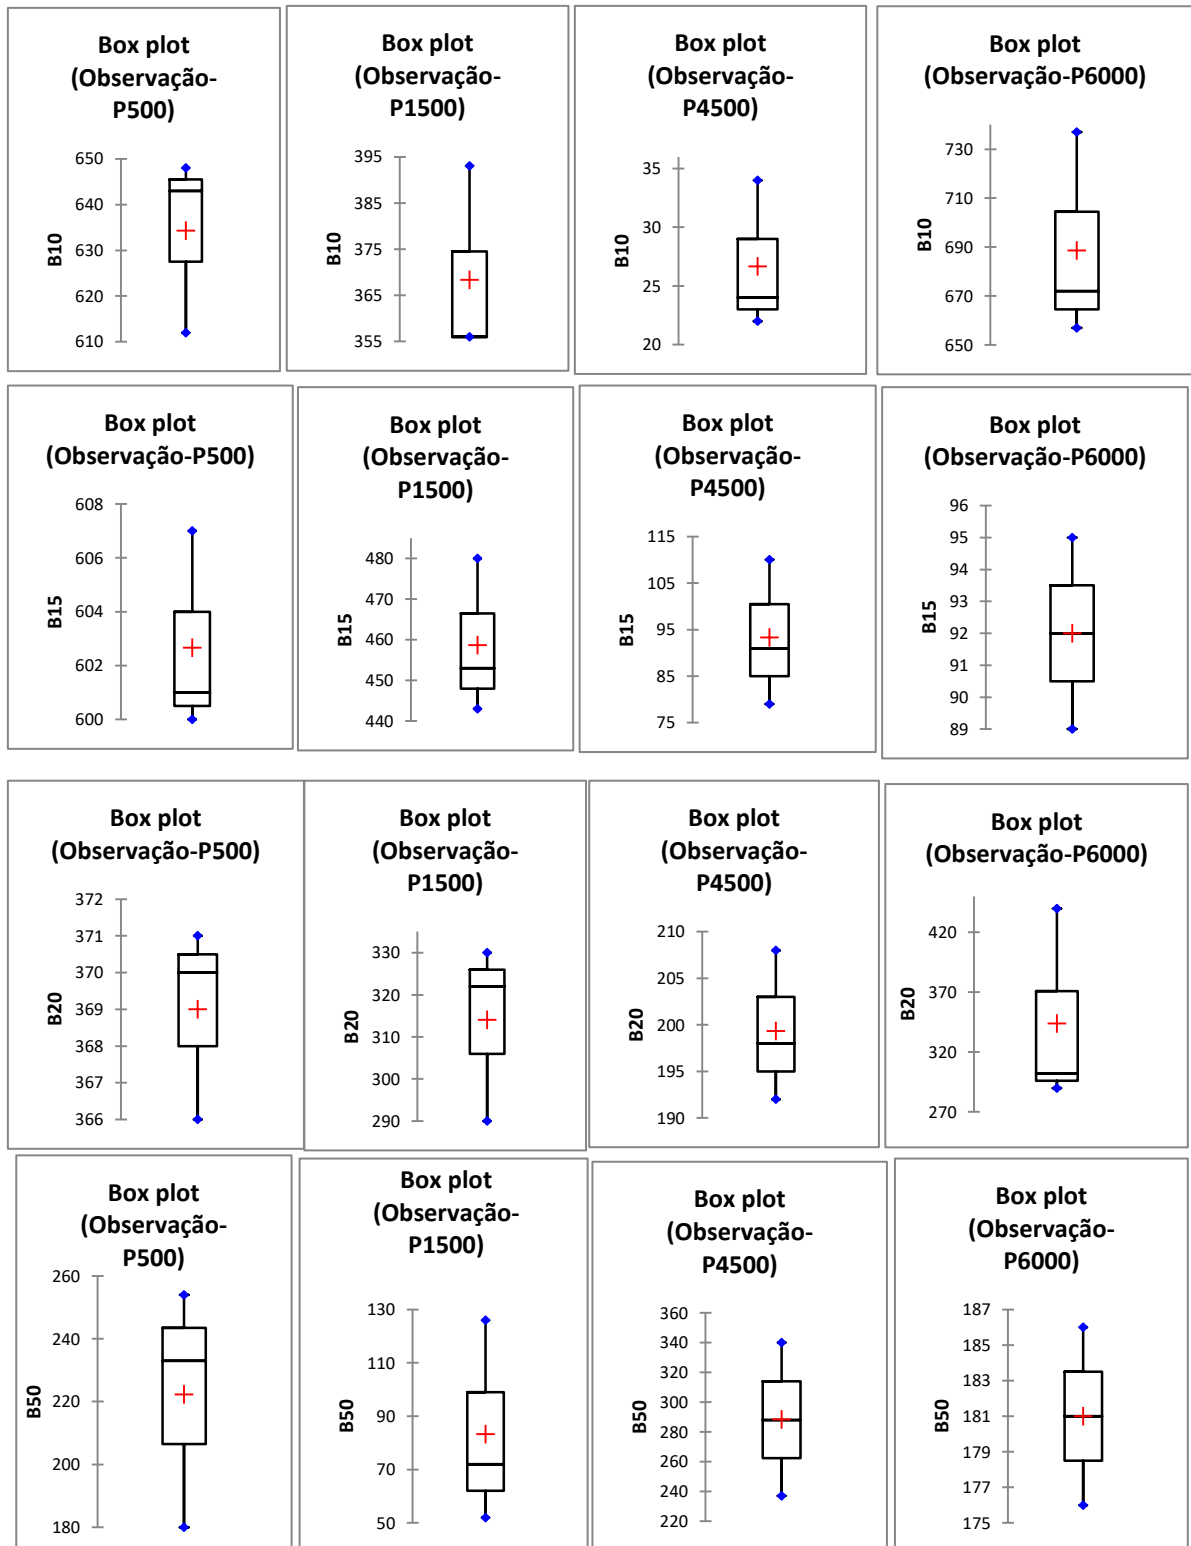 Box plot
(Observação-
P500)
650
640
630
620
610
B10
Box plot
(Observação-
P1500)
395
385
375
365
355
B10
Box plot
(Observação-
P4500)
35
30
25
20
B10
Box plot
(Observação-P6000)
730
710
690
670
650
B10
Box plot
(Observação-P500)
608
606
604
602
600
B15
Box plot
(Observação-
P1500)
480
470
460
450
440
B15
Box plot
(Observação-
P4500)
115
105
95
85
75
B15
Box plot
(Observação-P6000)
96
95
94
93
92
91
90
89
B15
Box plot
(Observação-P500)
372
371
370
369
368
367
366
B20
Box plot
(Observação-
P1500)
330
320
310
300
290
B20
Box plot
(Observação-
P4500)
210
205
200
195
190
B20
Box plot
(Observação-P6000)
420
370
320
270
B20
Box plot
(Observação-
P500)
260
240
220
200
180
B50
Box plot
(Observação-
P1500)
130
110
90
70
50
B50
Box plot
(Observação-
P4500)
360
340
320
300
280
260
240
220
B50
Box plot
(Observação-
P6000)
187
185
183
181
179
177
175
B50